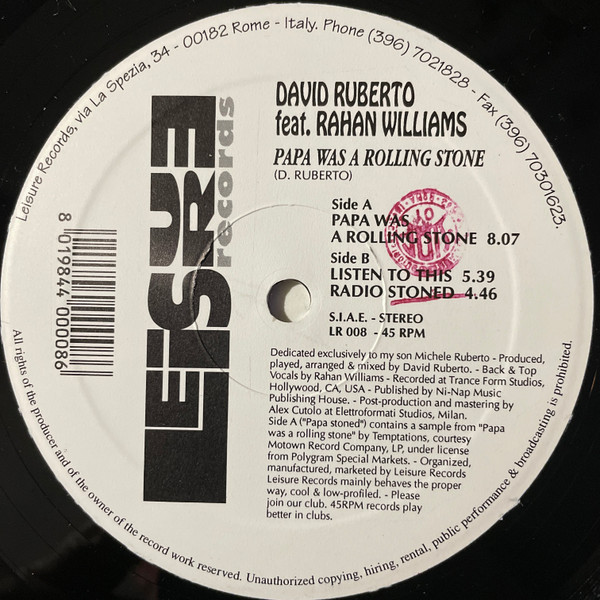 Leisure Records, via La Spezia, 34 - 00182 Rome - Italy. Phone (396) 7021828 - Fax (396) 70301623.
LEISURE
records
8 019844 000086
DAVID RUBERTO
feat. RAHAN WILLIAMS
PAPA WAS A ROLLING STONE
(D. RUBERTO)
Side A
PAPA WAS
A ROLLING STONE 8.07
Side B
LISTEN TO THIS 5.39
RADIO STONED 4.46
S.I.A.E. - STEREO
LR 008 - 45 RPM
Dedicated exclusively to my son Michele Ruberto - Produced,
played, arranged & mixed by David Ruberto. - Back & Top
Vocals by Rahan Williams - Recorded at Trance Form Studios,
Hollywood, CA, USA - Published by Ni-Nap Music
Publishing House. - Post-production and mastering by
Alex Cutolo at Elettroformati Studios, Milan.
Side A ("Papa stoned") contains a sample from "Papa
was a rolling stone" by Temptations, courtesy
Motown Record Company, LP, under license
from Polygram Special Markets. - Organized,
manufactured, marketed by Leisure Records
Leisure Records mainly behaves the proper
way, cool & low-profiled. - Please
join our club. 45RPM records play
better in clubs.
All rights of the producer and of the owner of the record work reserved. Unauthorized copying, hiring, rental, public performance & broadcasting is prohibited.